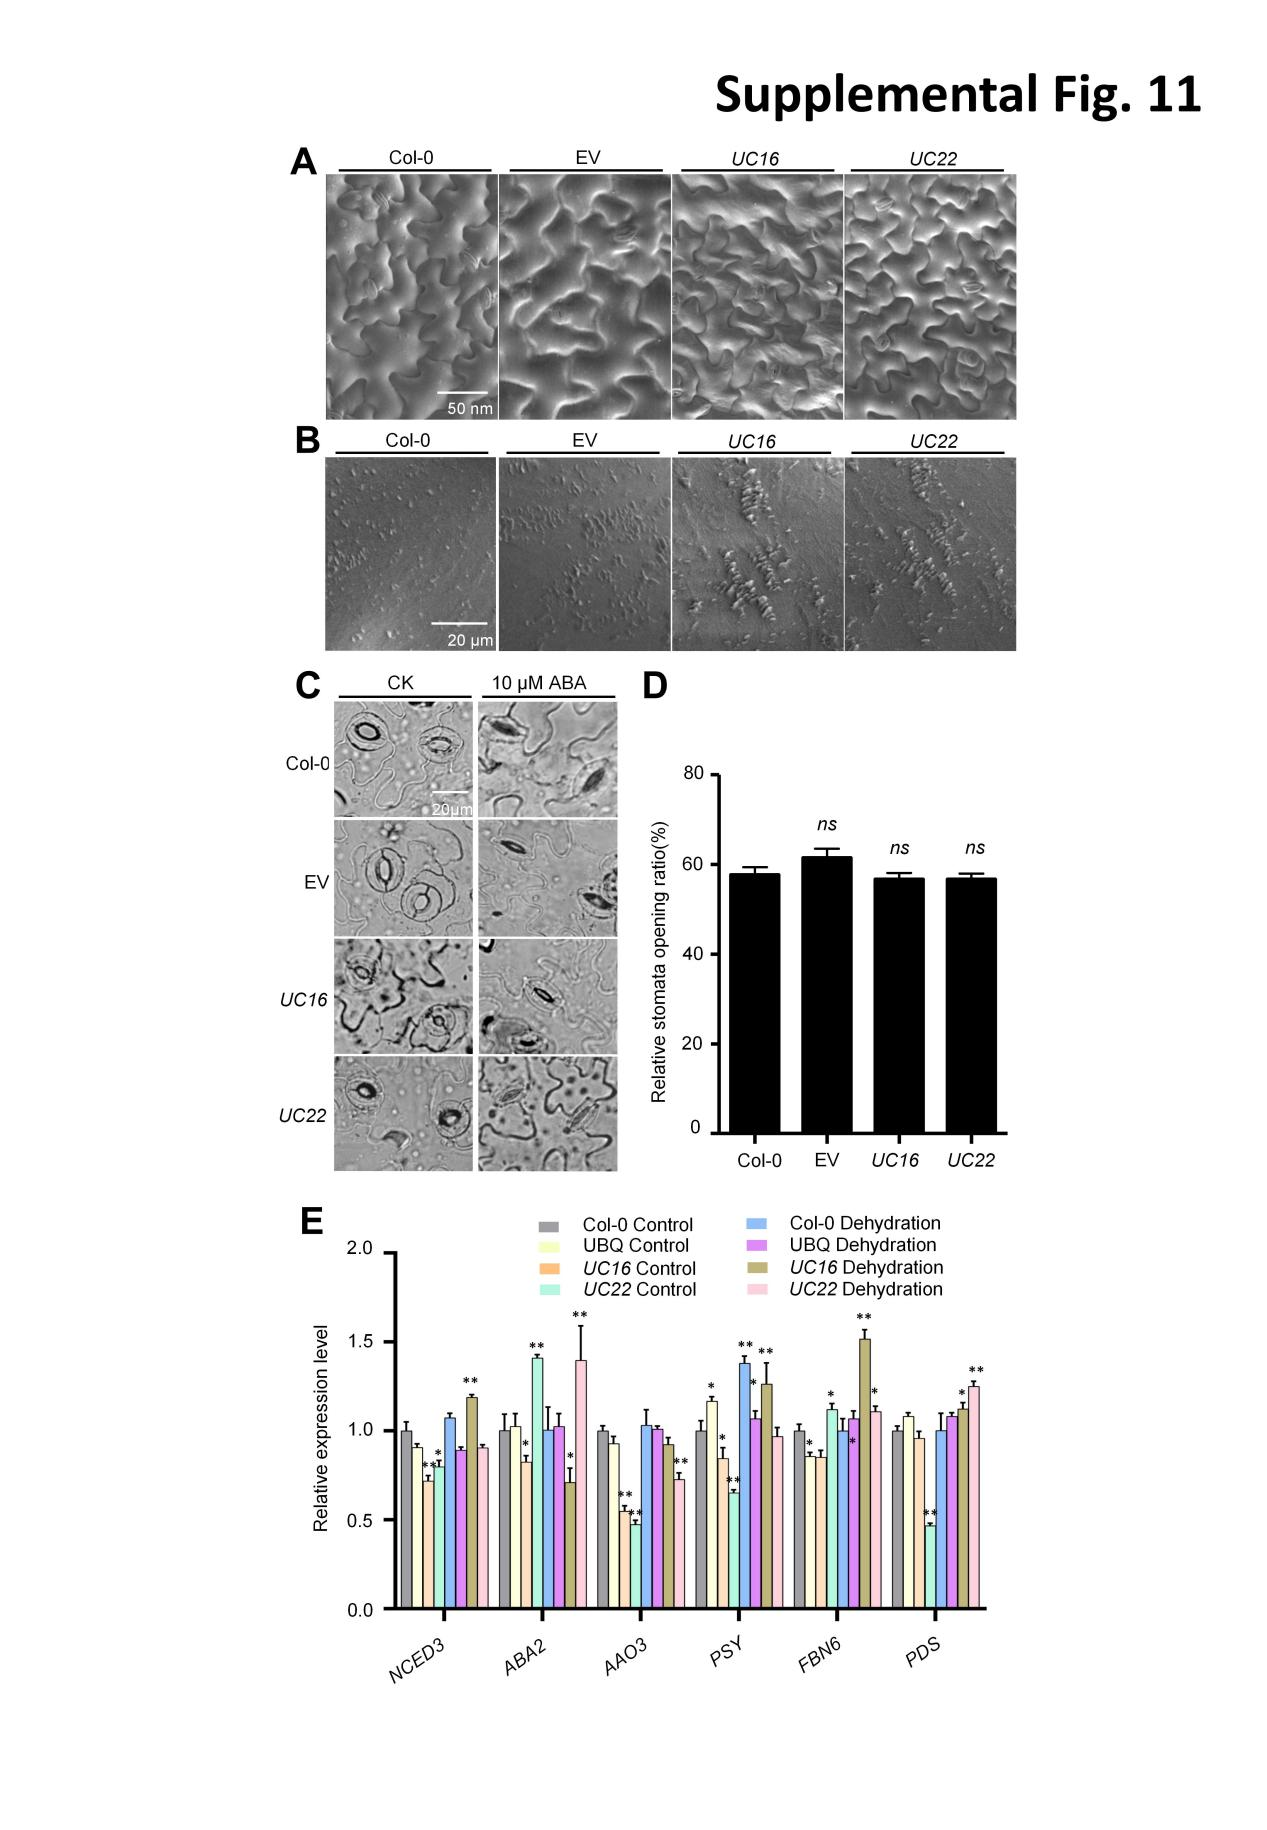 Supplemental Fig. 11
A
Col-0 EV UC16 UC22
50 nm
B
Col-0 EV UC16 UC22
20 µm
C
CK 10 µM ABA
Col-0
20µm
EV
UC16
UC22
D
Relative stomata opening ratio(%)
80
60
40
20
0
ns ns ns
Col-0 EV UC16 UC22
E
Col-0 Control Col-0 Dehydration
UBQ Control UBQ Dehydration
UC16 Control UC16 Dehydration
UC22 Control UC22 Dehydration
Relative expression level
2.0
1.5
1.0
0.5
0.0
** * ** * ** * ** ** ** ** * * ** ** * ** * * * ** * ** * **
NCED3 ABA2 AAO3 PSY FBN6 PDS